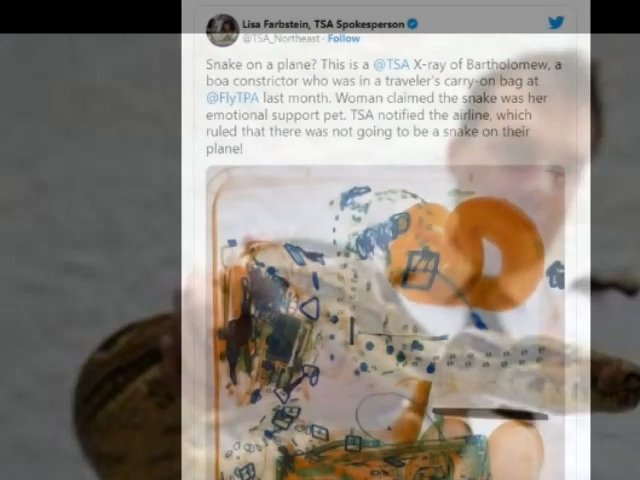 Lisa Farbstein, TSA Spokesperson
@TSA_Northeast · Follow
Snake on a plane? This is a @TSA X-ray of Bartholomew, a
boa constrictor who was in a traveler's carry-on bag at
@FlyTPA last month. Woman claimed the snake was her
emotional support pet. TSA notified the airline, which
ruled that there was not going to be a snake on their
plane!